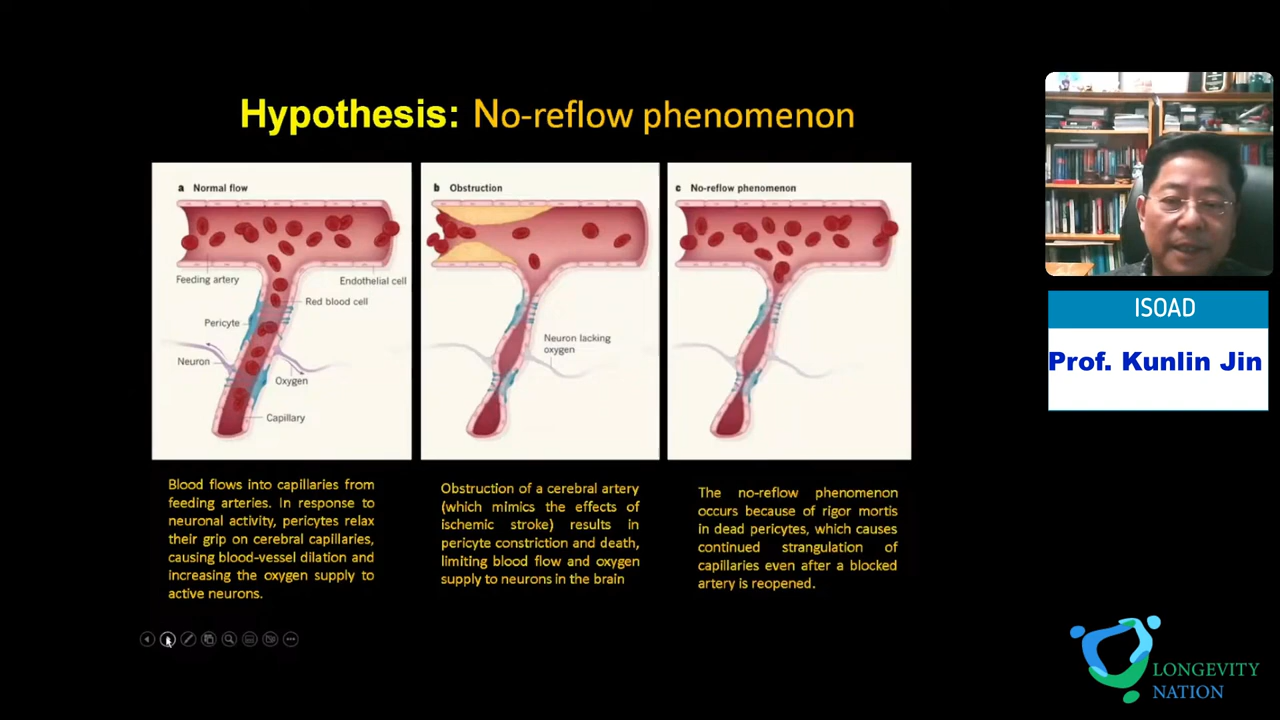 Hypothesis: No-reflow phenomenon
a Normal flow
Feeding artery
Endothelial cell
Red blood cell
Pericyte
Neuron
Oxygen
Capillary
b Obstruction
Neuron lacking
oxygen
c No-reflow phenomenon
Blood flows into capillaries from
feeding arteries. In response to
neuronal activity, pericytes relax
their grip on cerebral capillaries,
causing blood-vessel dilation and
increasing the oxygen supply to
active neurons.
Obstruction of a cerebral artery
(which mimics the effects of
ischemic stroke) results in
pericyte constriction and death,
limiting blood flow and oxygen
supply to neurons in the brain
The no-reflow phenomenon
occurs because of rigor mortis
in dead pericytes, which causes
continued strangulation of
capillaries even after a blocked
artery is reopened.
ISOAD
Prof. Kunlin Jin
LONGEVITY
NATION